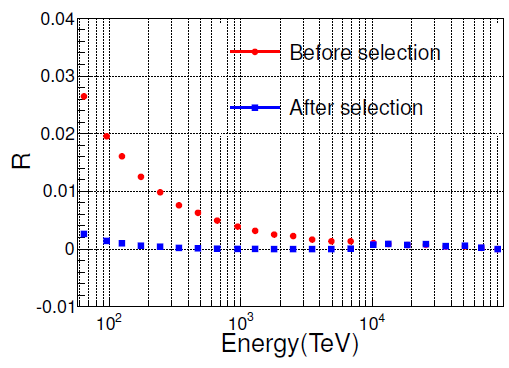 0.04
Before selection
0.03
After selection
0.02
R
0.01
0
-0.01
10²
10³
10⁴
Energy(TeV)